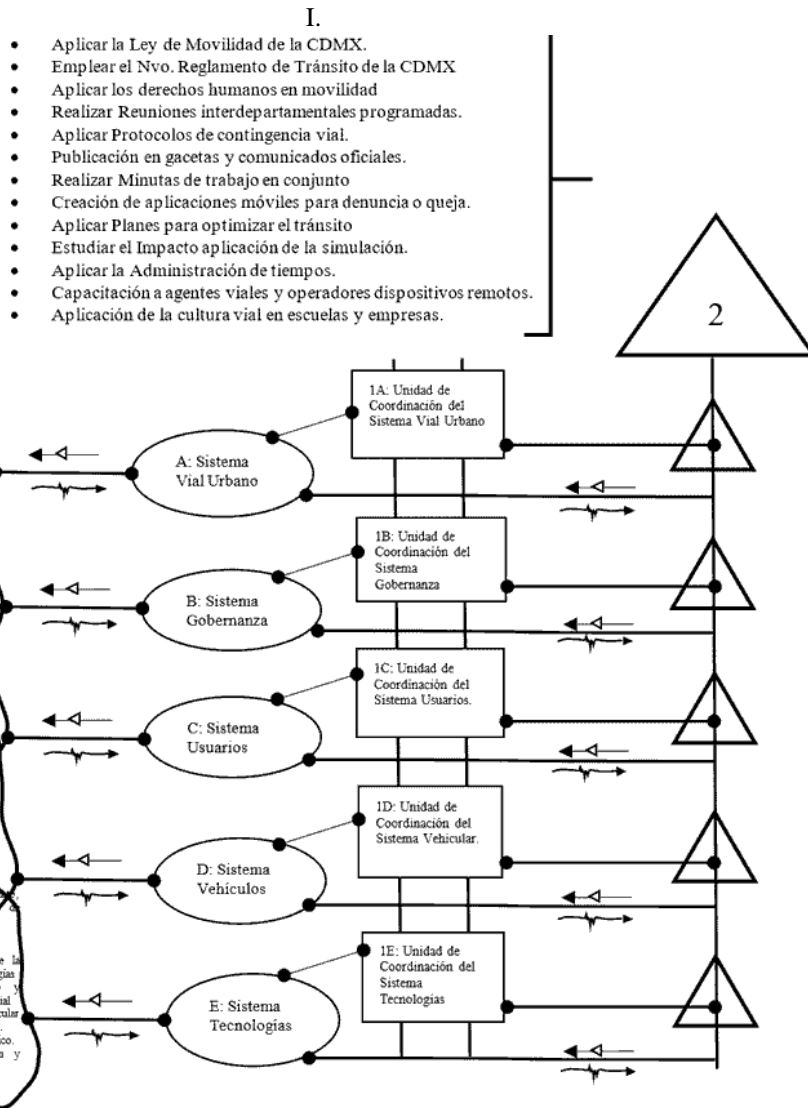 I.
• Aplicar la Ley de Movilidad de la CDMX.
• Emplear el Nvo. Reglamento de Tránsito de la CDMX
• Aplicar los derechos humanos en movilidad
• Realizar Reuniones interdepartamentales programadas.
• Aplicar Protocolos de contingencia vial.
• Publicación en gacetas y comunicados oficiales.
• Realizar Minutas de trabajo en conjunto
• Creación de aplicaciones móviles para denuncia o queja.
• Aplicar Planes para optimizar el tránsito
• Estudiar el Impacto aplicación de la simulación.
• Aplicar la Administración de tiempos.
• Capacitación a agentes viales y operadores dispositivos remotos.
• Aplicación de la cultura vial en escuelas y empresas.
2
1A: Unidad de
Coordinación del
Sistema Vial Urbano
A: Sistema
Vial Urbano
1B: Unidad de
Coordinación del
Sistema
Gobernanza
B: Sistema
Gobernanza
1C: Unidad de
Coordinación del
Sistema Usuarios.
C: Sistema
Usuarios
1D: Unidad de
Coordinación del
Sistema Vehicular.
D: Sistema
Vehículos
1E: Unidad de
Coordinación del
Sistema
Tecnologías
E: Sistema
Tecnologías